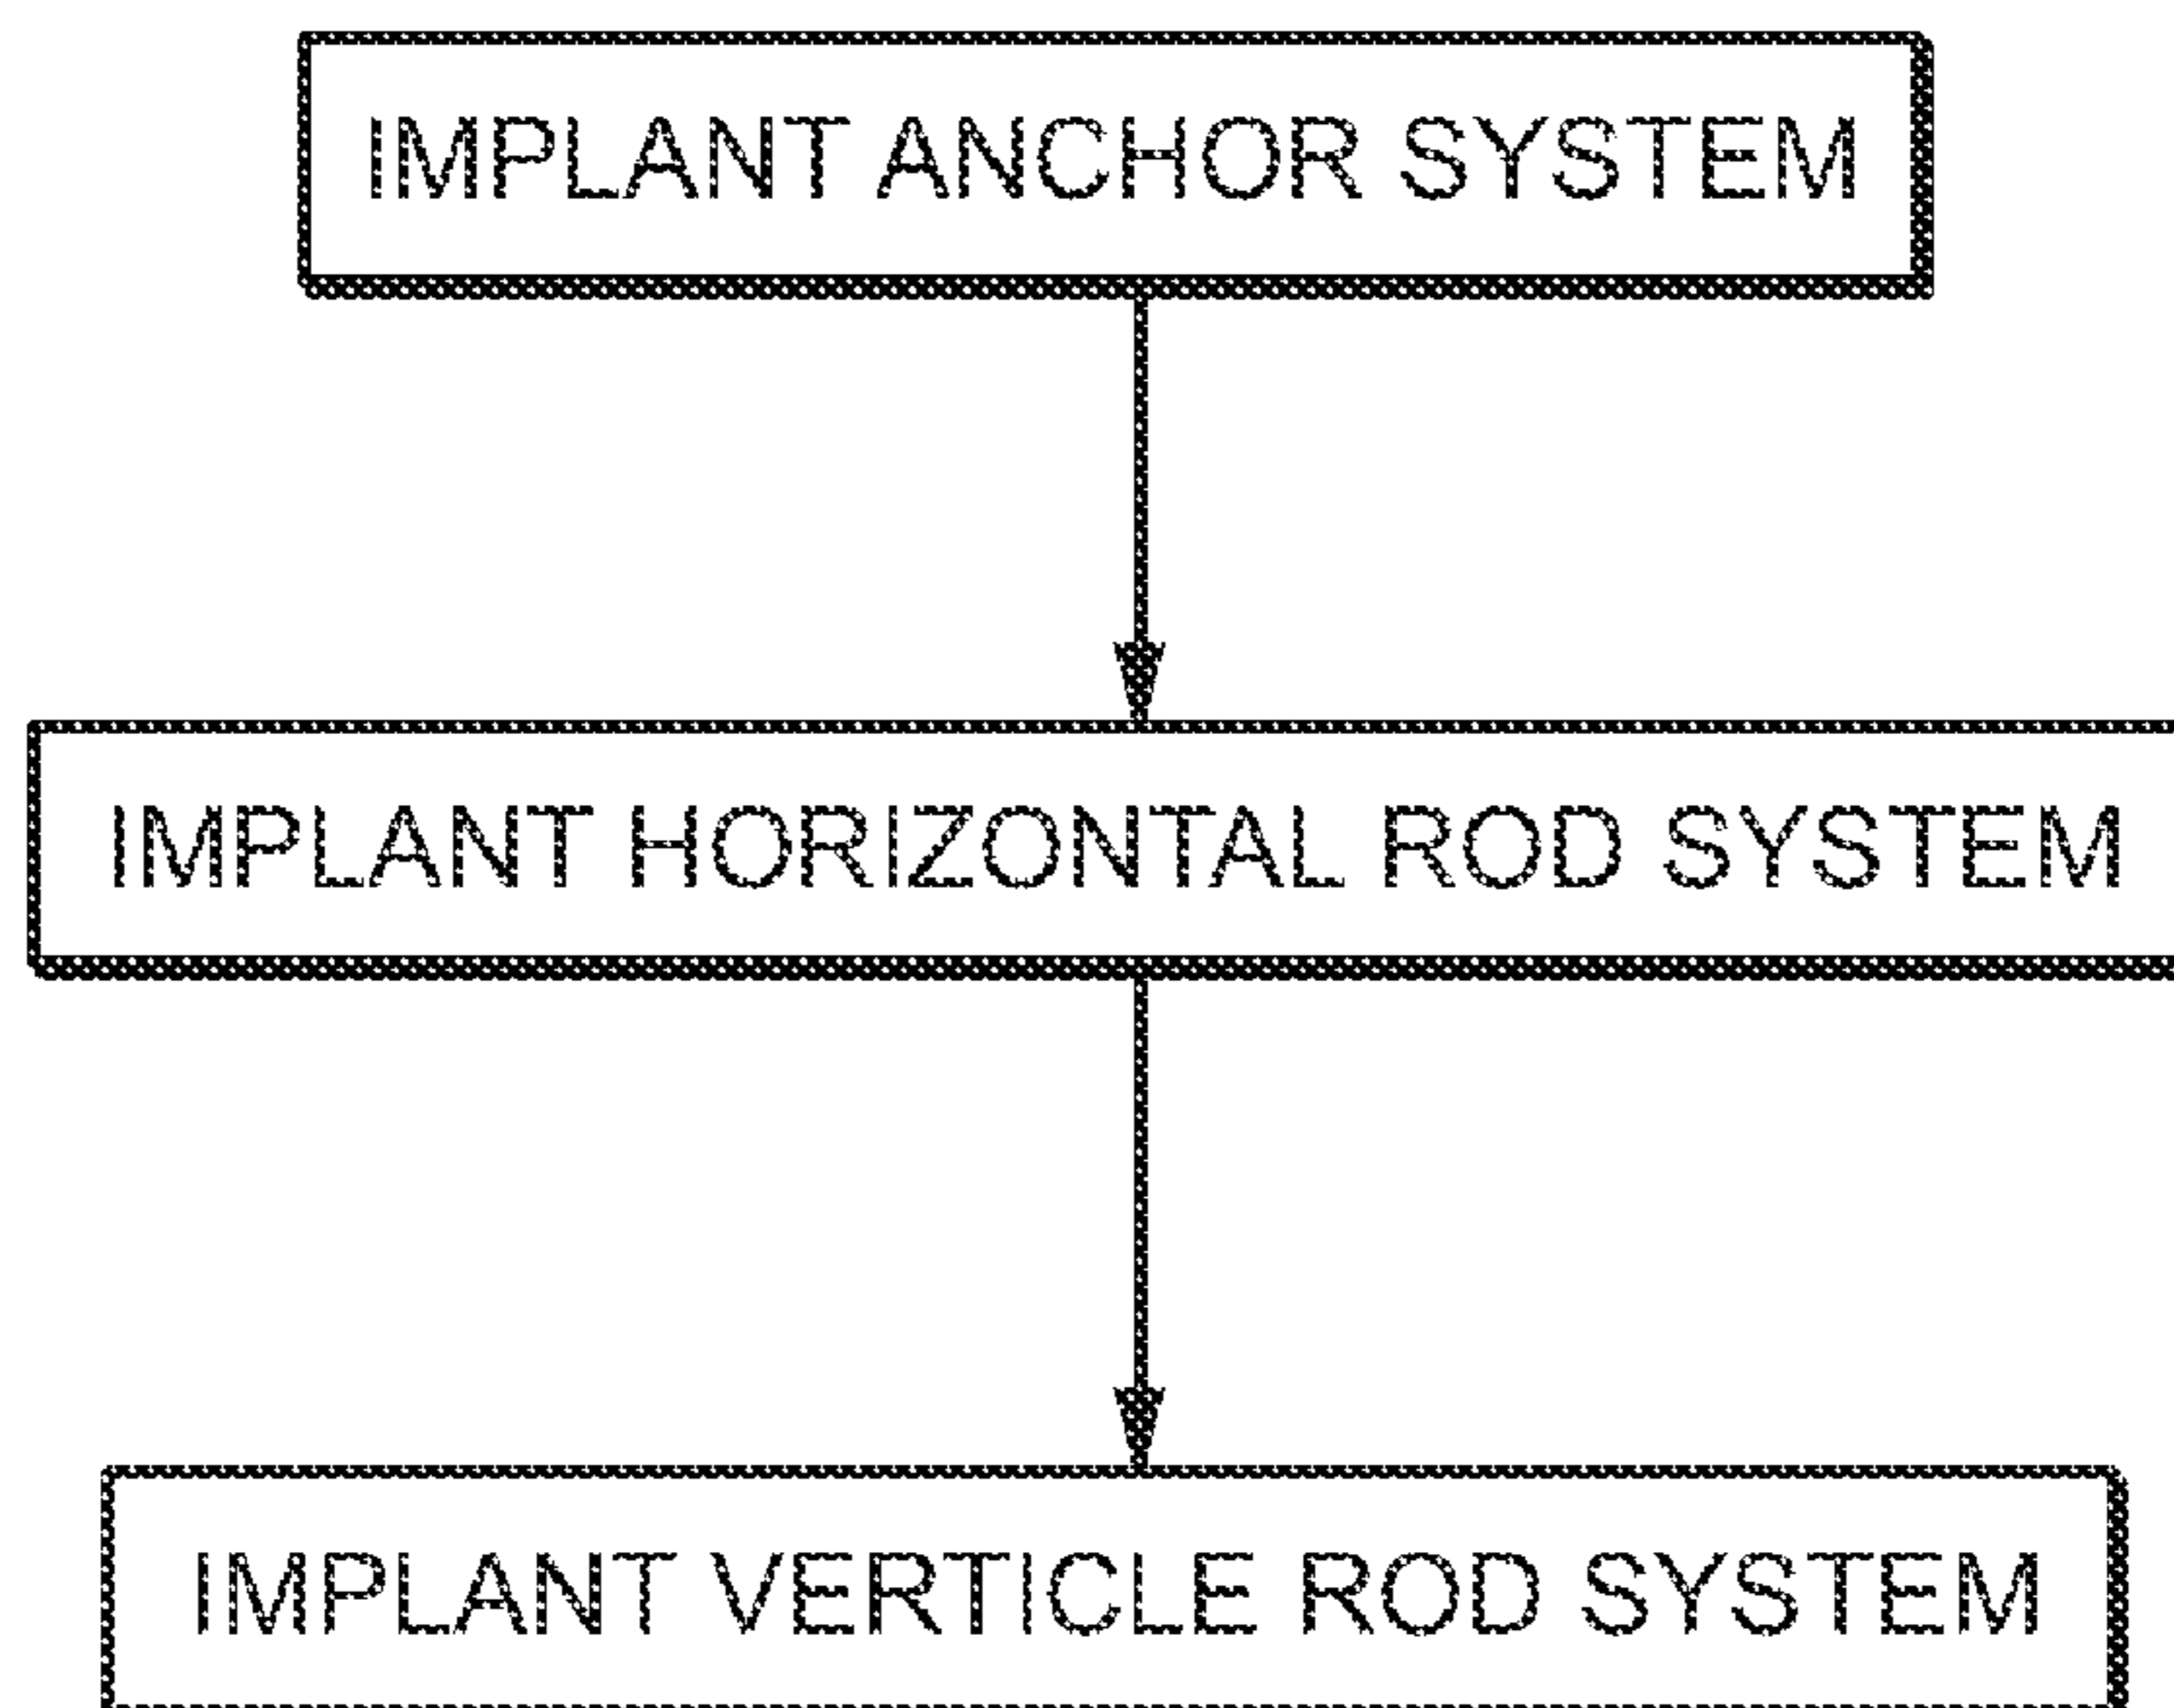 IMPLANT ANCHOR SYSTEM
IMPLANT HORIZONTAL ROD SYSTEM
IMPLANT VERTICLE ROD SYSTEM